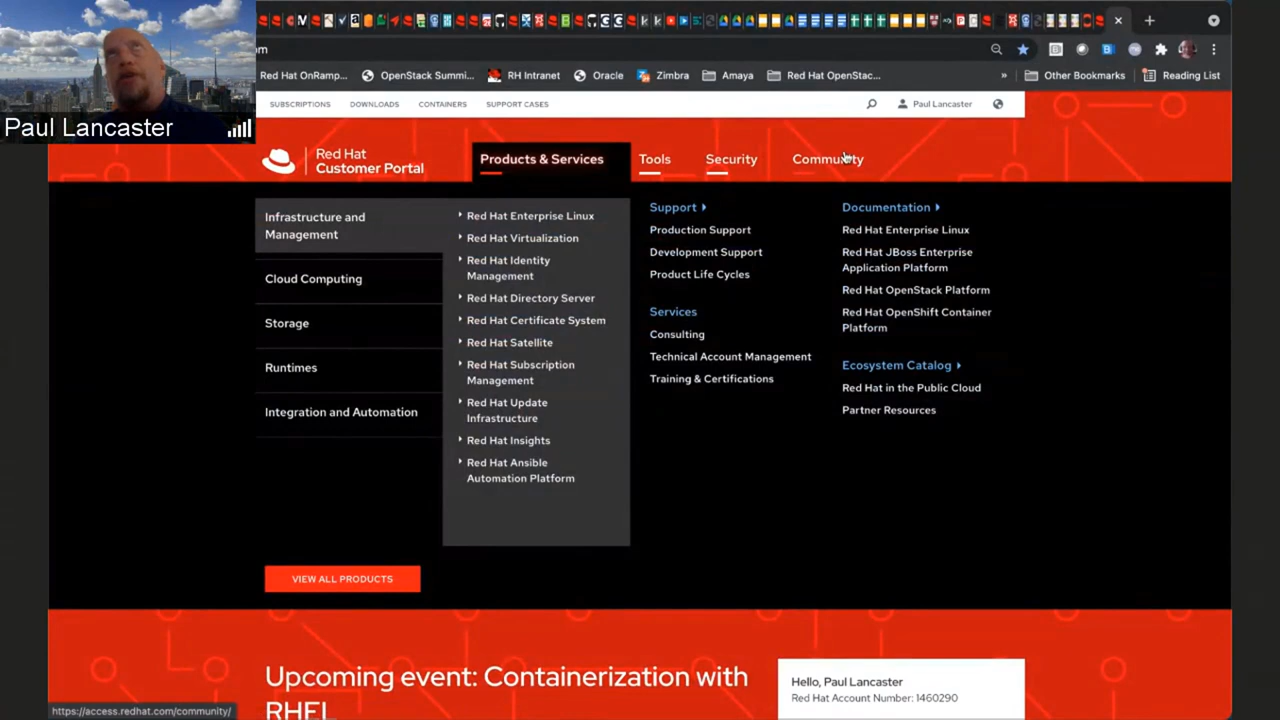 Paul Lancaster
om
Red Hat OnRamp...
OpenStack Summi...
RH Intranet
Oracle
Zimbra
Amaya
Red Hat OpenStac...
»
Other Bookmarks
Reading List
SUBSCRIPTIONS
DOWNLOADS
CONTAINERS
SUPPORT CASES
Paul Lancaster
Red Hat
Customer Portal
Products & Services
Tools
Security
Community
Infrastructure and
Management
Cloud Computing
Storage
Runtimes
Integration and Automation
Red Hat Enterprise Linux
Red Hat Virtualization
Red Hat Identity
Management
Red Hat Directory Server
Red Hat Certificate System
Red Hat Satellite
Red Hat Subscription
Management
Red Hat Update
Infrastructure
Red Hat Insights
Red Hat Ansible
Automation Platform
Support
Production Support
Development Support
Product Life Cycles
Services
Consulting
Technical Account Management
Training & Certifications
Documentation
Red Hat Enterprise Linux
Red Hat JBoss Enterprise
Application Platform
Red Hat OpenStack Platform
Red Hat OpenShift Container
Platform
Ecosystem Catalog
Red Hat in the Public Cloud
Partner Resources
VIEW ALL PRODUCTS
Upcoming event: Containerization with
RHEL
Hello, Paul Lancaster
Red Hat Account Number: 1460290
https://access.redhat.com/community/